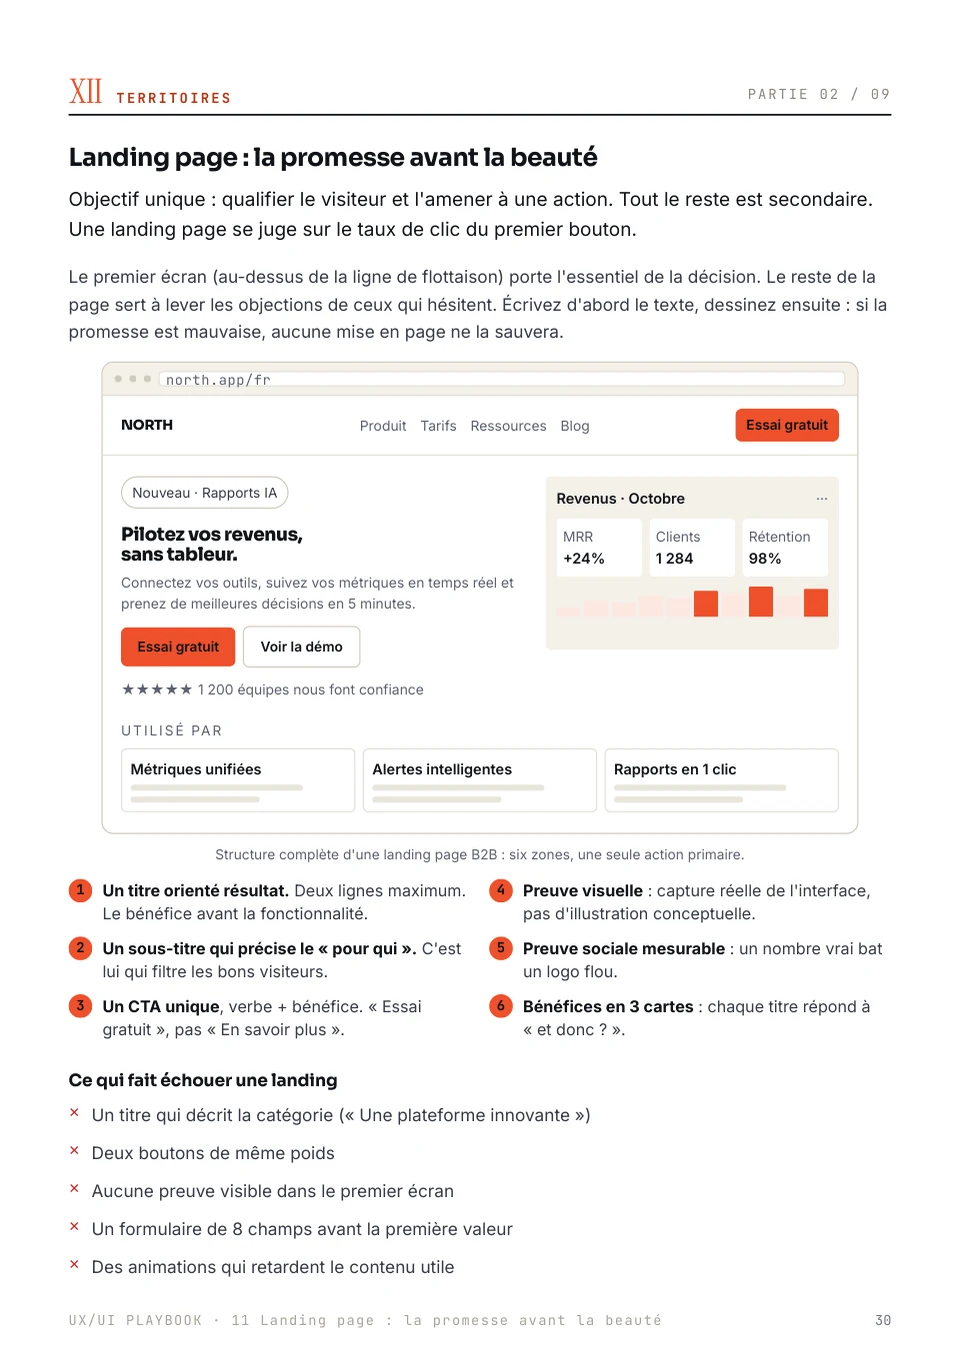 XII TERRITOIRES
PARTIE 02 / 09
Landing page : la promesse avant la beauté
Objectif unique : qualifier le visiteur et l'amener à une action. Tout le reste est secondaire.
Une landing page se juge sur le taux de clic du premier bouton.
Le premier écran (au-dessus de la ligne de flottaison) porte l'essentiel de la décision. Le reste de la
page sert à lever les objections de ceux qui hésitent. Écrivez d'abord le texte, dessinez ensuite : si la
promesse est mauvaise, aucune mise en page ne la sauvera.
north.app/fr
NORTH
Produit Tarifs Ressources Blog
Essai gratuit
Nouveau · Rapports IA
Pilotez vos revenus,
sans tableur.
Connectez vos outils, suivez vos métriques en temps réel et
prenez de meilleures décisions en 5 minutes.
Essai gratuit
Voir la démo
★★★★★ 1 200 équipes nous font confiance
Revenus · Octobre
...
MRR
+24%
Clients
1 284
Rétention
98%
UTILISÉ PAR
Métriques unifiées
Alertes intelligentes
Rapports en 1 clic
Structure complète d'une landing page B2B : six zones, une seule action primaire.
1 Un titre orienté résultat. Deux lignes maximum.
Le bénéfice avant la fonctionnalité.
2 Un sous-titre qui précise le « pour qui ». C'est
lui qui filtre les bons visiteurs.
3 Un CTA unique, verbe + bénéfice. « Essai
gratuit », pas « En savoir plus ».
4 Preuve visuelle : capture réelle de l'interface,
pas d'illustration conceptuelle.
5 Preuve sociale mesurable : un nombre vrai bat
un logo flou.
6 Bénéfices en 3 cartes : chaque titre répond à
« et donc ? ».
Ce qui fait échouer une landing
× Un titre qui décrit la catégorie (« Une plateforme innovante »)
× Deux boutons de même poids
× Aucune preuve visible dans le premier écran
× Un formulaire de 8 champs avant la première valeur
× Des animations qui retardent le contenu utile
UX/UI PLAYBOOK · 11 Landing page : la promesse avant la beauté
30